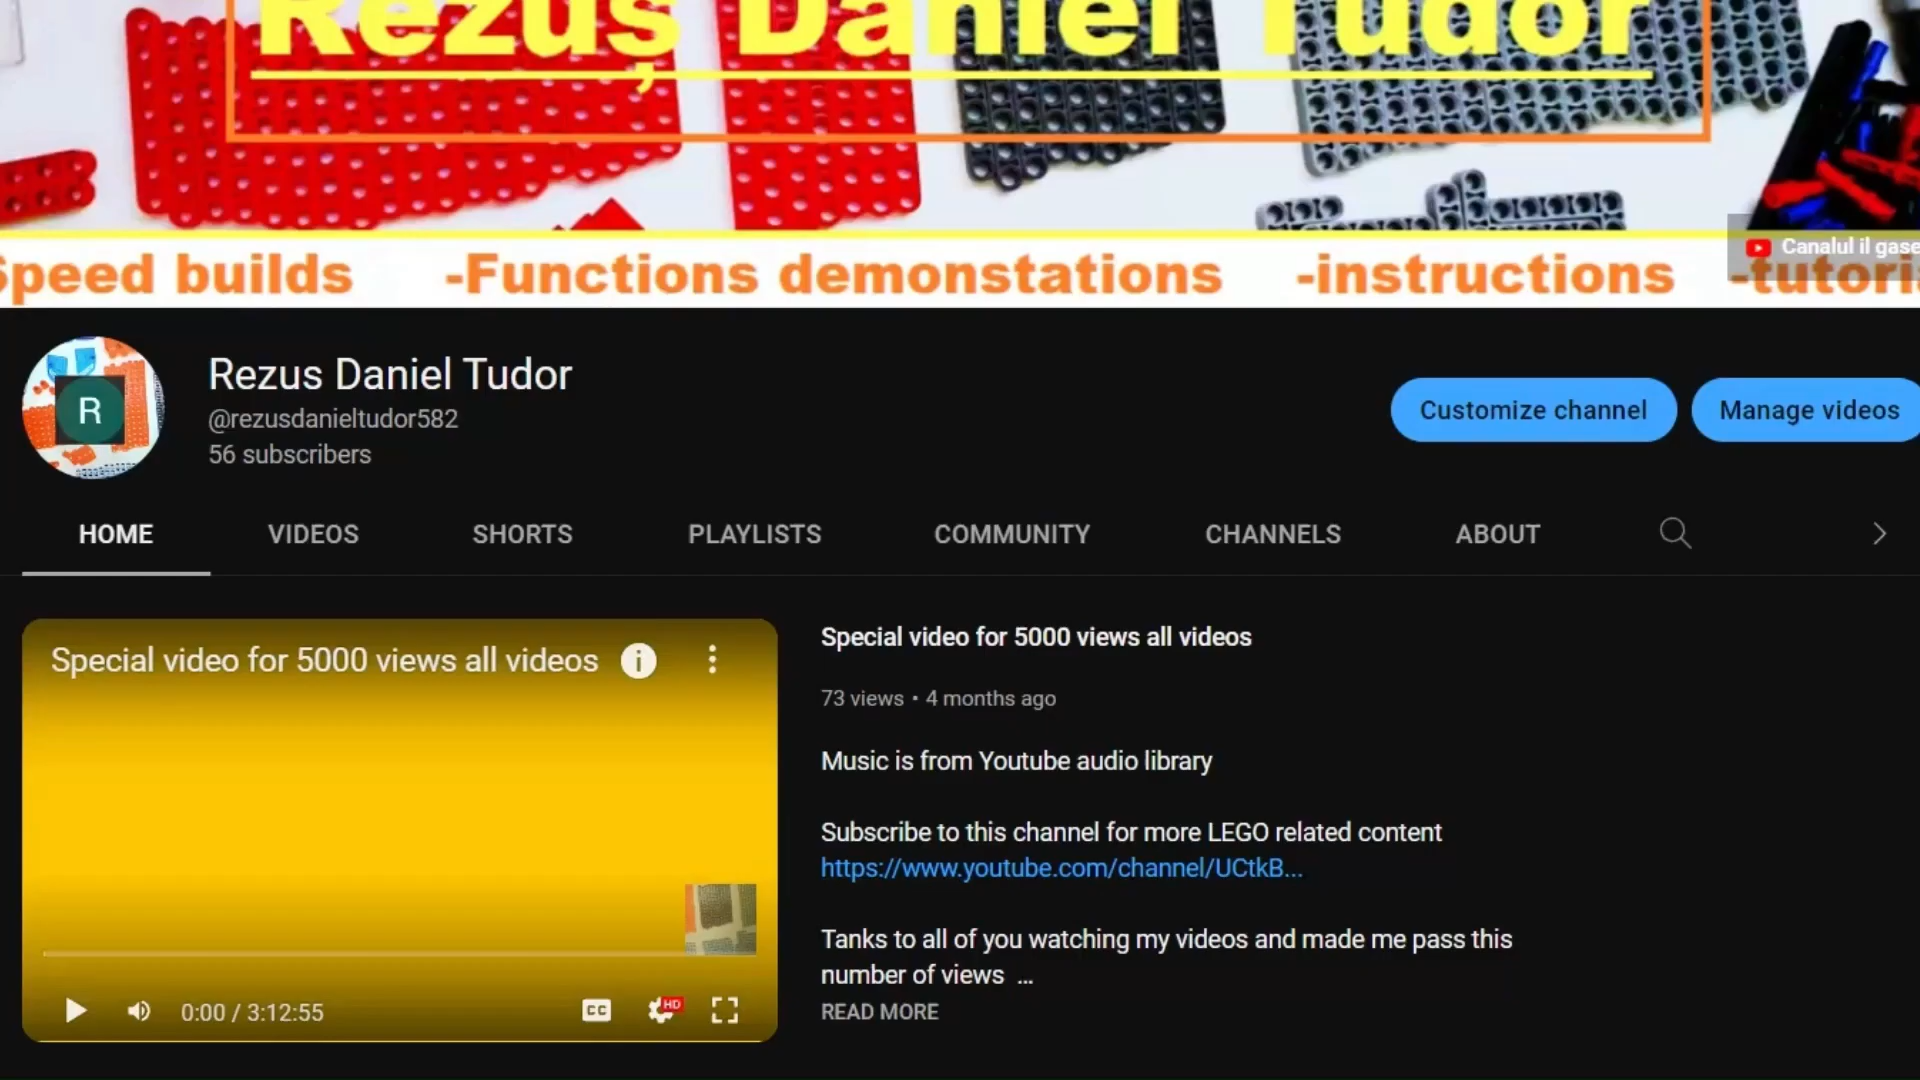 Rezuș Daniel Tudor
Speed builds -Functions demonstations -instructions
Canalul il
R
Rezus Daniel Tudor
@rezusdanieltudor582
56 subscribers
Customize channel
Manage videos
HOME VIDEOS SHORTS PLAYLISTS COMMUNITY CHANNELS ABOUT
Special video for 5000 views all videos
0:00 / 3:12:55
CC
HD
Special video for 5000 views all videos
73 views • 4 months ago
Music is from Youtube audio library
Subscribe to this channel for more LEGO related content
https://www.youtube.com/channel/UCtkB...
Tanks to all of you watching my videos and made me pass this
number of views ...
READ MORE